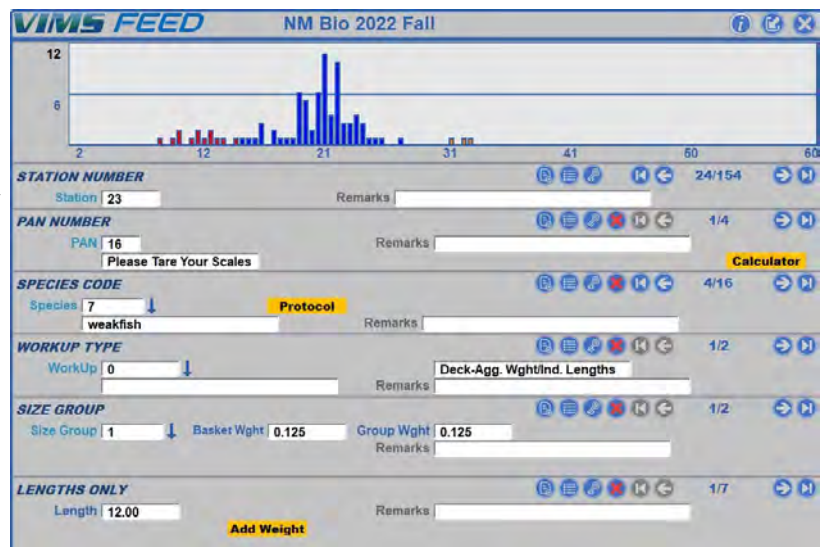 VIMS FEED NM Bio 2022 Fall
12
6
2 12 21 31 41 50 60
STATION NUMBER 24/154
Station 23 Remarks
PAN NUMBER 1/4
PAN 16 Remarks
Please Tare Your Scales Calculator
SPECIES CODE 4/16
Species 7 Protocol
weakfish Remarks
WORKUP TYPE 1/2
WorkUp 0 Deck-Agg. Wght/Ind. Lengths
Remarks
SIZE GROUP 1/2
Size Group 1 Basket Wght 0.125 Group Wght 0.125
Remarks
LENGTHS ONLY 1/7
Length 12.00 Remarks
Add Weight